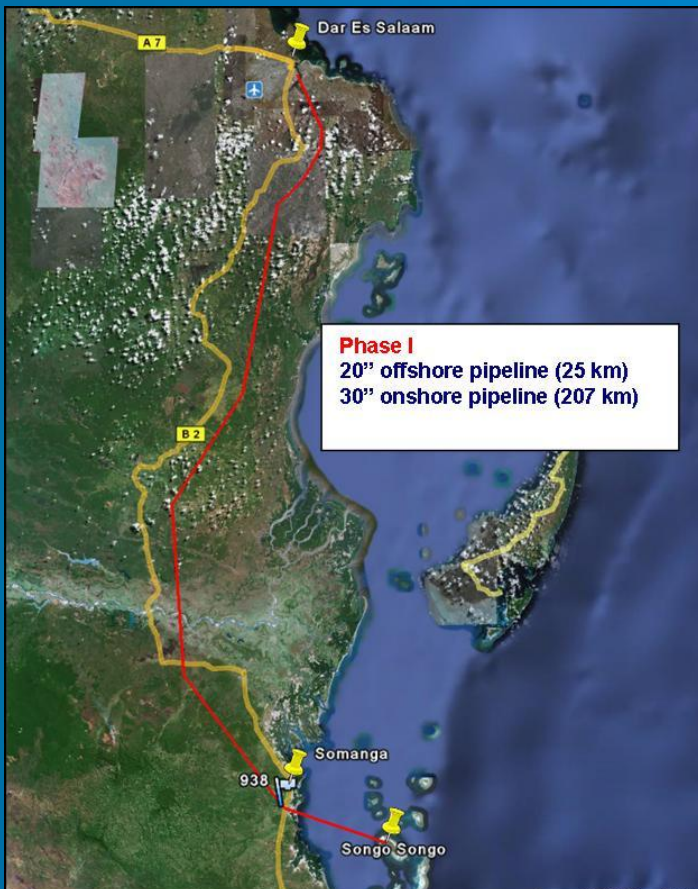 Dar Es Salaam
A 7
Phase I
20” offshore pipeline (25 km)
30” onshore pipeline (207 km)
B 2
Somanga
938
Songo Songo